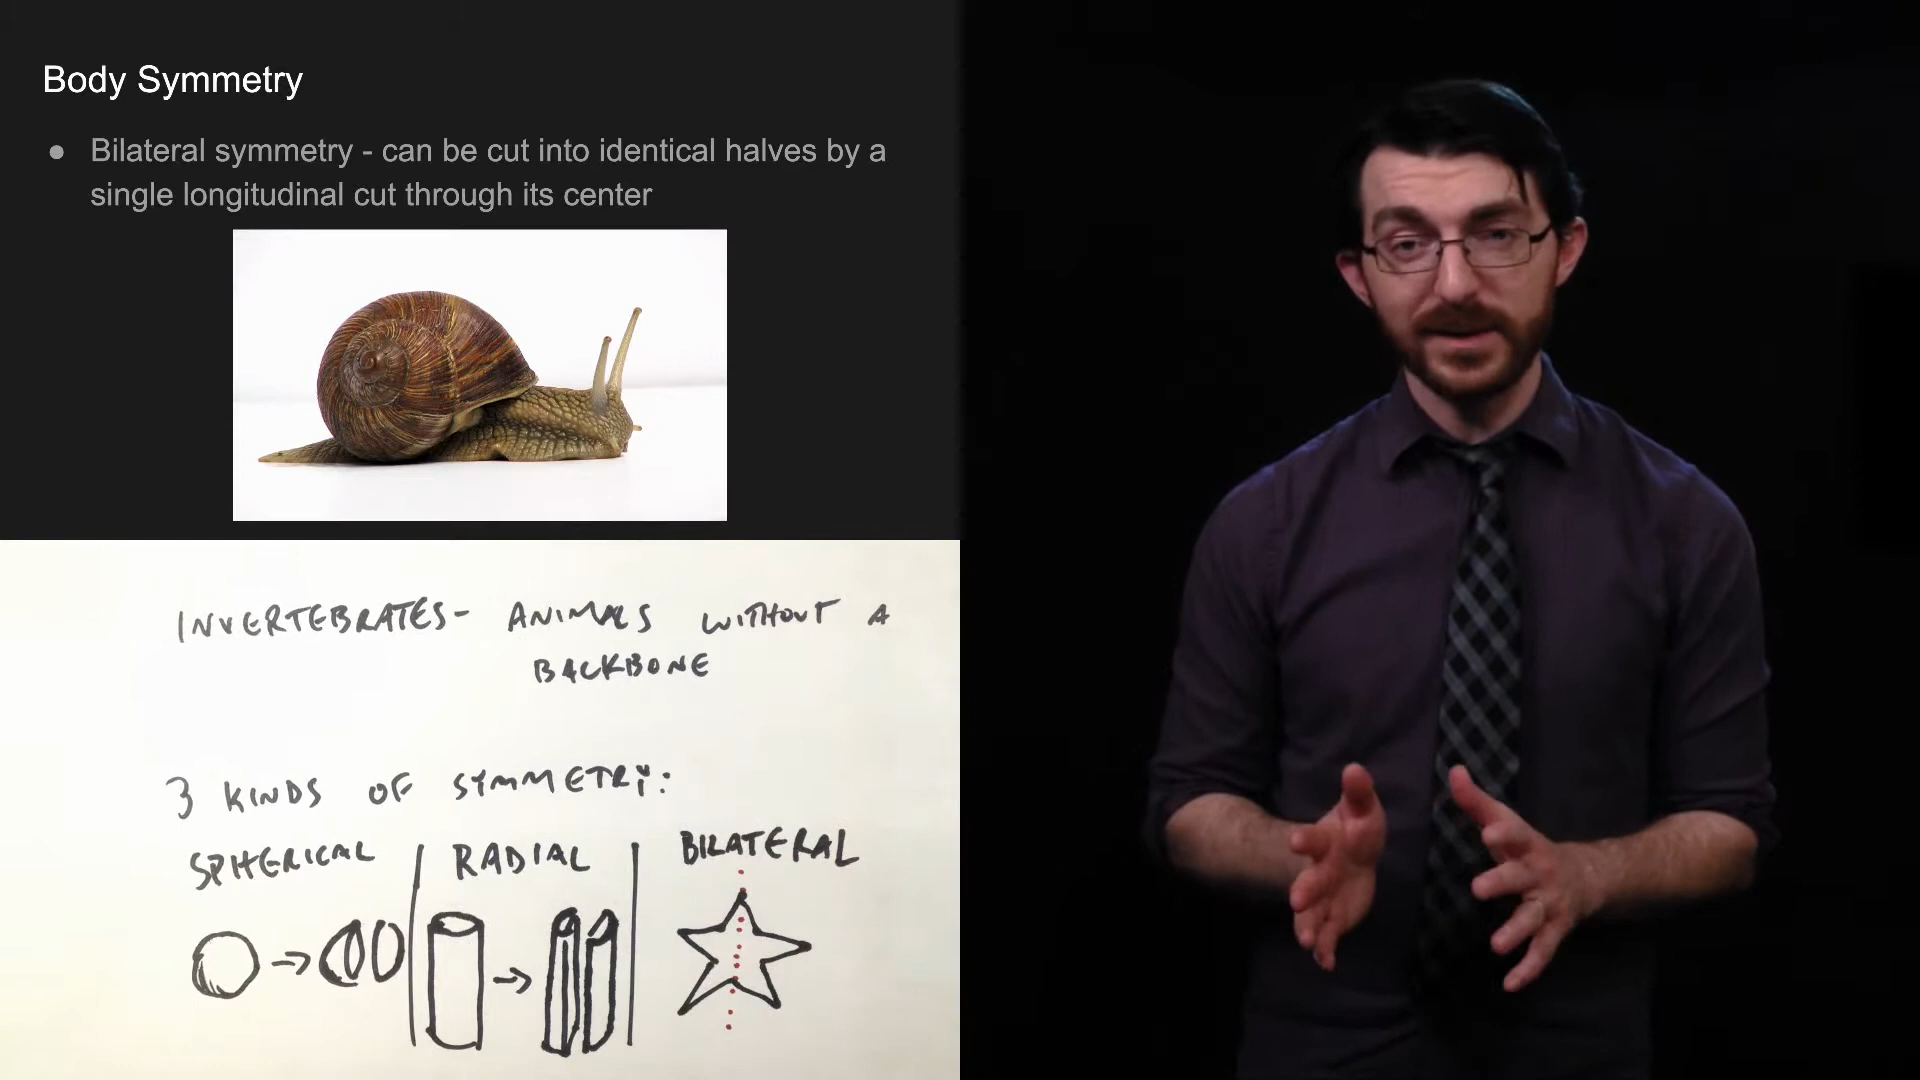 Body Symmetry
● Bilateral symmetry - can be cut into identical halves by a
single longitudinal cut through its center
INVERTEBRATES- ANIMALS WITHOUT A
BACKBONE
3 KINDS OF SYMMETRY:
SPHERICAL | RADIAL | BILATERAL